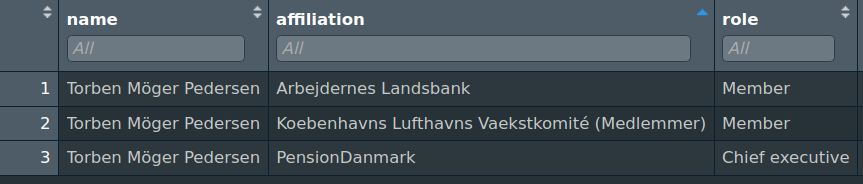 name affiliation role
All All All
1 Torben Möger Pedersen Arbejdernes Landsbank Member
2 Torben Möger Pedersen Koebenhavns Lufthavns Vaekstkomité (Medlemmer) Member
3 Torben Möger Pedersen PensionDanmark Chief executive